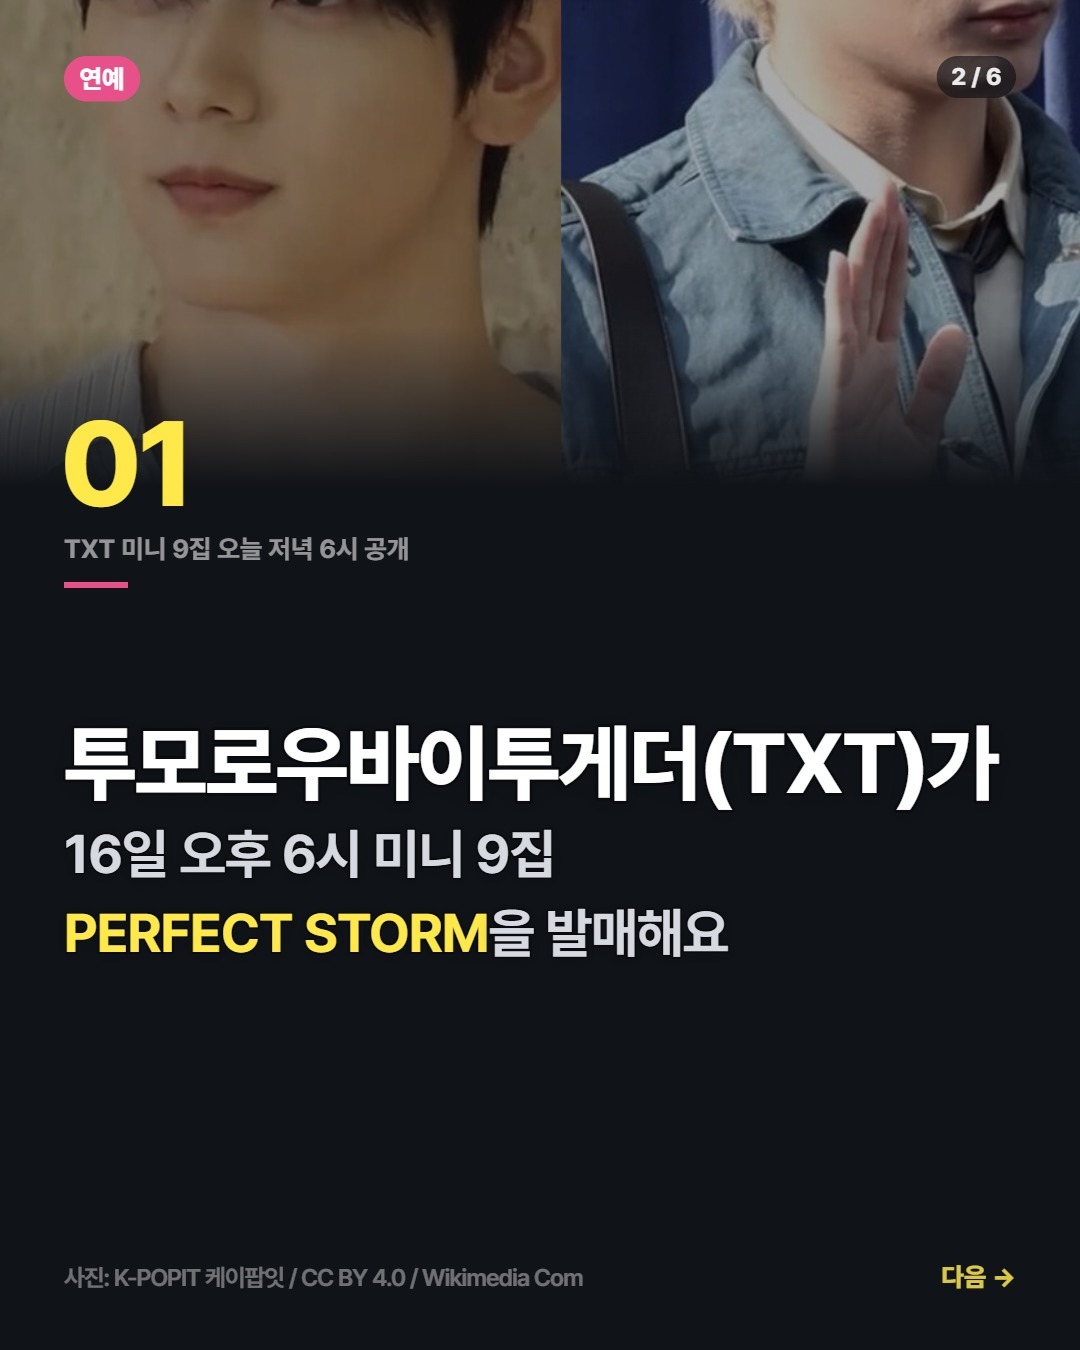 연예
2 / 6
01
TXT 미니 9집 오늘 저녁 6시 공개
투모로우바이투게더(TXT)가
16일 오후 6시 미니 9집
PERFECT STORM을 발매해요
사진: K-POPIT 케이팝잇 / CC BY 4.0 / Wikimedia Com
다음 →